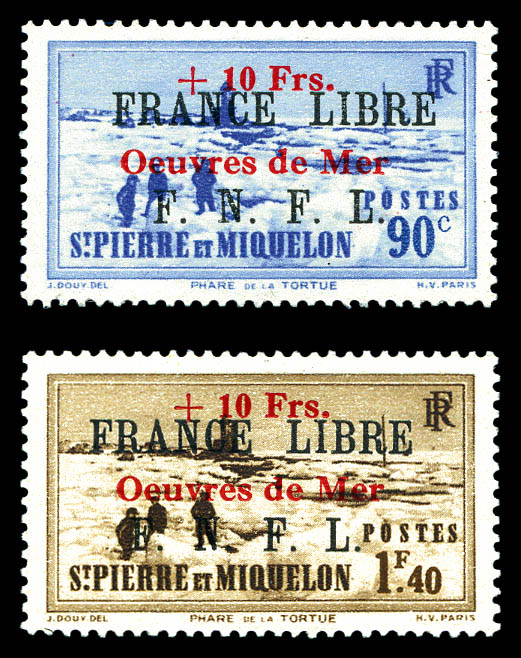 + 10 Frs.
RF
FRANCE LIBRE
Oeuvres de Mer
F. N. F. L.
POSTES
ST PIERRE ET MIQUELON
90c
J. DOUY. DEL
PHARE DE LA TORTUE
H.V. PARIS
+ 10 Frs.
RF
FRANCE LIBRE
Oeuvres de Mer
F. N. F. L.
POSTES
ST PIERRE ET MIQUELON
1F.40
J. DOUY DEL
PHARE DE LA TORTUE
H.V. PARIS